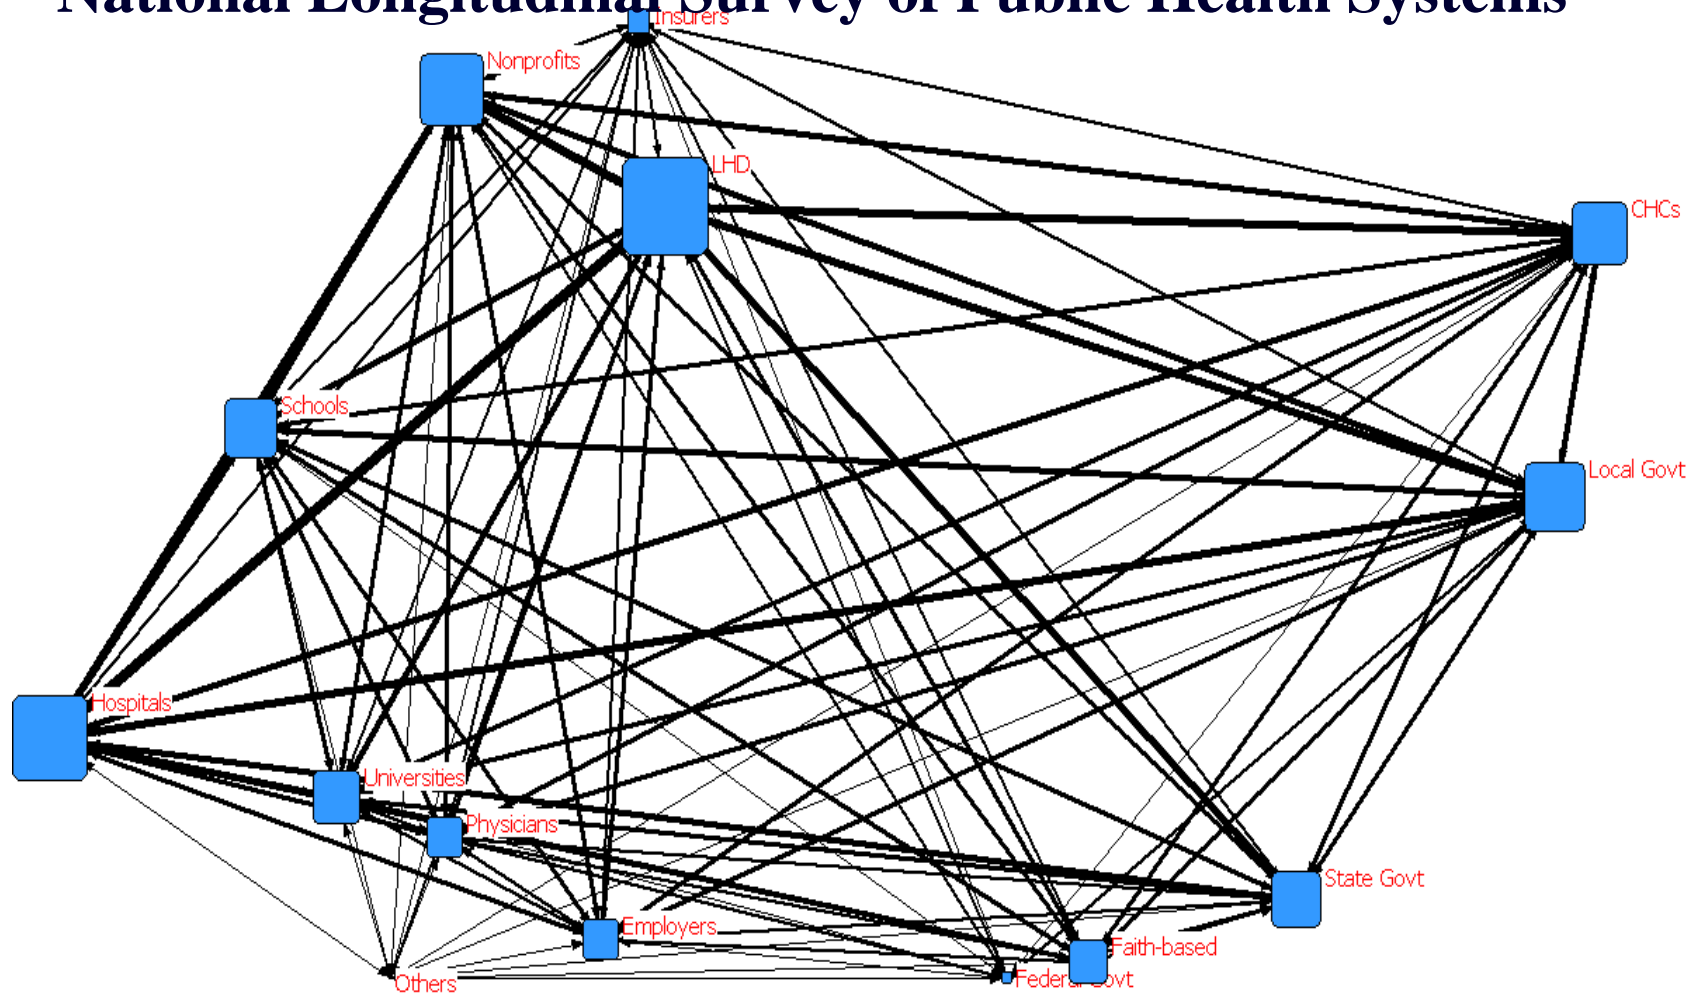 National Longitudinal Survey of Public Health Systems
Insurers
Nonprofits
LHD
CHCs
Schools
Local Govt
Hospitals
Universities
Physicians
State Govt
Employers
Faith-based
Others
Federal Govt